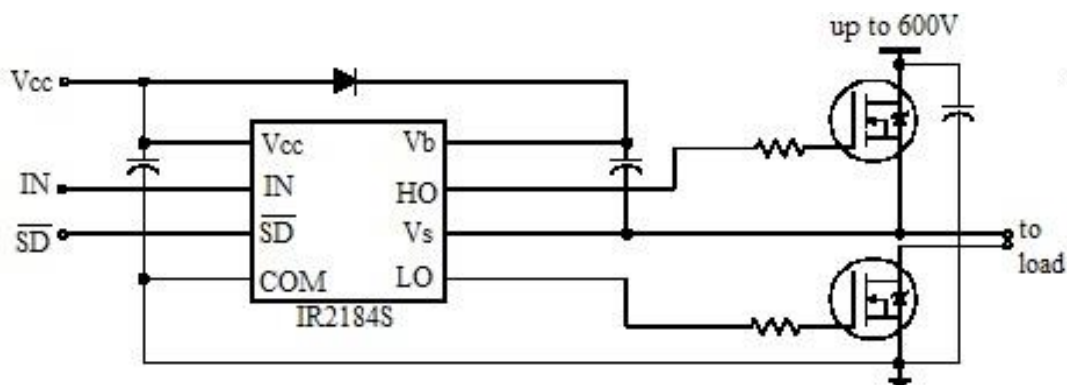 up to 600V
Vcc
Vcc
Vb
IN
IN
HO
SD
SD
Vs
to
load
COM
LO
IR2184S